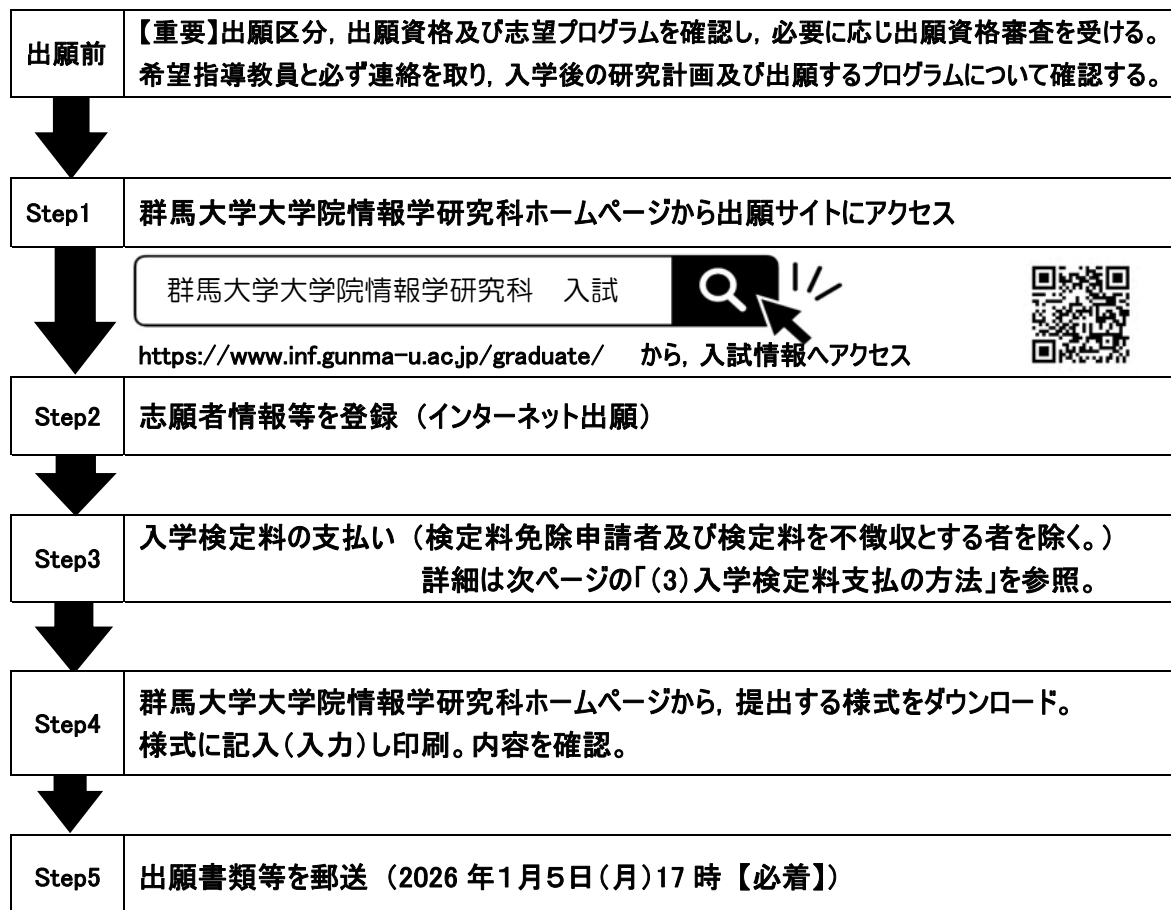 出願前
【重要】出願区分，出願資格及び志望プログラムを確認し，必要に応じ出願資格審査を受ける。
希望指導教員と必ず連絡を取り，入学後の研究計画及び出願するプログラムについて確認する。
Step1
群馬大学大学院情報学研究科ホームページから出願サイトにアクセス
群馬大学大学院情報学研究科　入試
https://www.inf.gunma-u.ac.jp/graduate/　から，入試情報へアクセス
Step2
志願者情報等を登録（インターネット出願）
Step3
入学検定料の支払い（検定料免除申請者及び検定料を不徴収とする者を除く。）
詳細は次ページの「（3）入学検定料支払の方法」を参照。
Step4
群馬大学大学院情報学研究科ホームページから，提出する様式をダウンロード。
様式に記入（入力）し印刷。内容を確認。
Step5
出願書類等を郵送（2026 年１月５日（月）17 時【必着】）